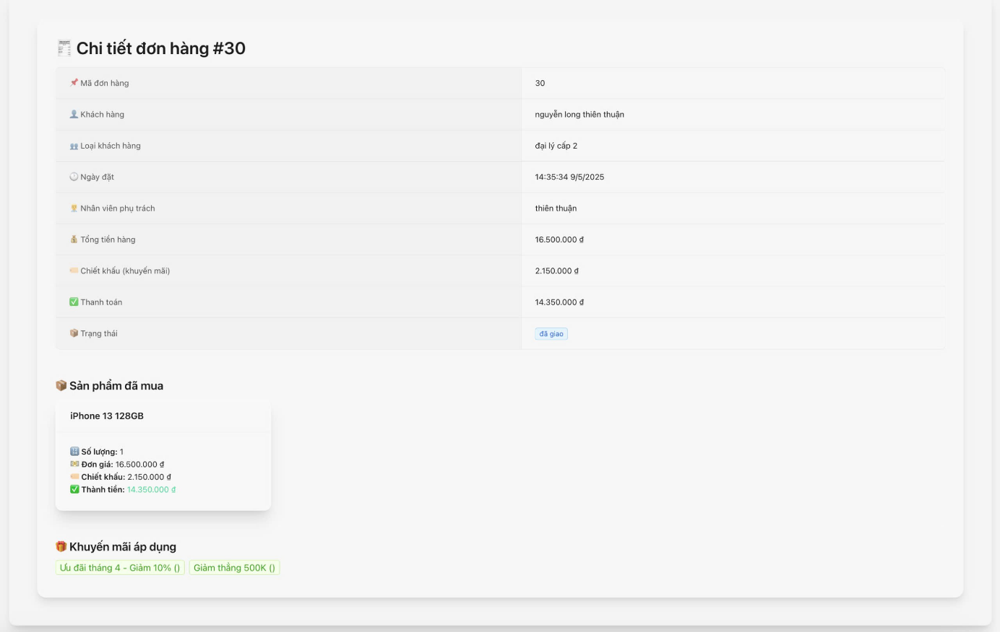 Chi tiết đơn hàng #30
Mã đơn hàng 30
Khách hàng nguyễn long thiên thuận
Loại khách hàng đại lý cấp 2
Ngày đặt 14:35:34 9/5/2025
Nhân viên phụ trách thiên thuận
Tổng tiền hàng 16.500.000 ₫
Chiết khấu (khuyến mãi) 2.150.000 ₫
Thanh toán 14.350.000 ₫
Trạng thái đã giao
Sản phẩm đã mua
iPhone 13 128GB
Số lượng: 1
Đơn giá: 16.500.000 ₫
Chiết khấu: 2.150.000 ₫
Thành tiền: 14.350.000 ₫
Khuyến mãi áp dụng
Ưu đãi tháng 4 - Giảm 10% () Giảm thẳng 500K ()